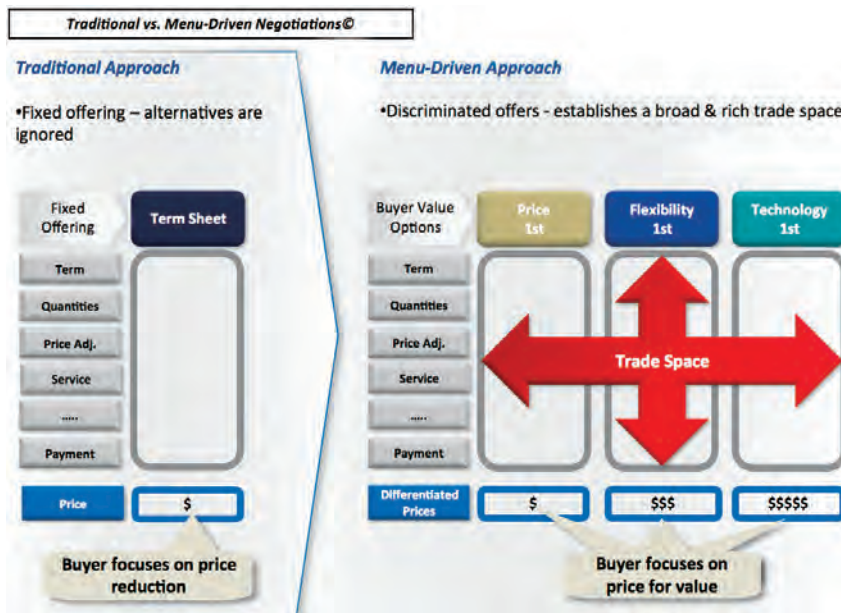 Traditional vs. Menu-Driven Negotiations©
Traditional Approach
•Fixed offering – alternatives are
ignored
Fixed
Offering
Term Sheet
Term
Quantities
Price Adj.
Service
.....
Payment
Price
$
Buyer focuses on price
reduction
Menu-Driven Approach
•Discriminated offers - establishes a broad & rich trade space
Buyer Value
Options
Price
1st
Flexibility
1st
Technology
1st
Term
Quantities
Price Adj.
Service
.....
Payment
Trade Space
Differentiated
Prices
$
$$$
$$$$$
Buyer focuses on
price for value